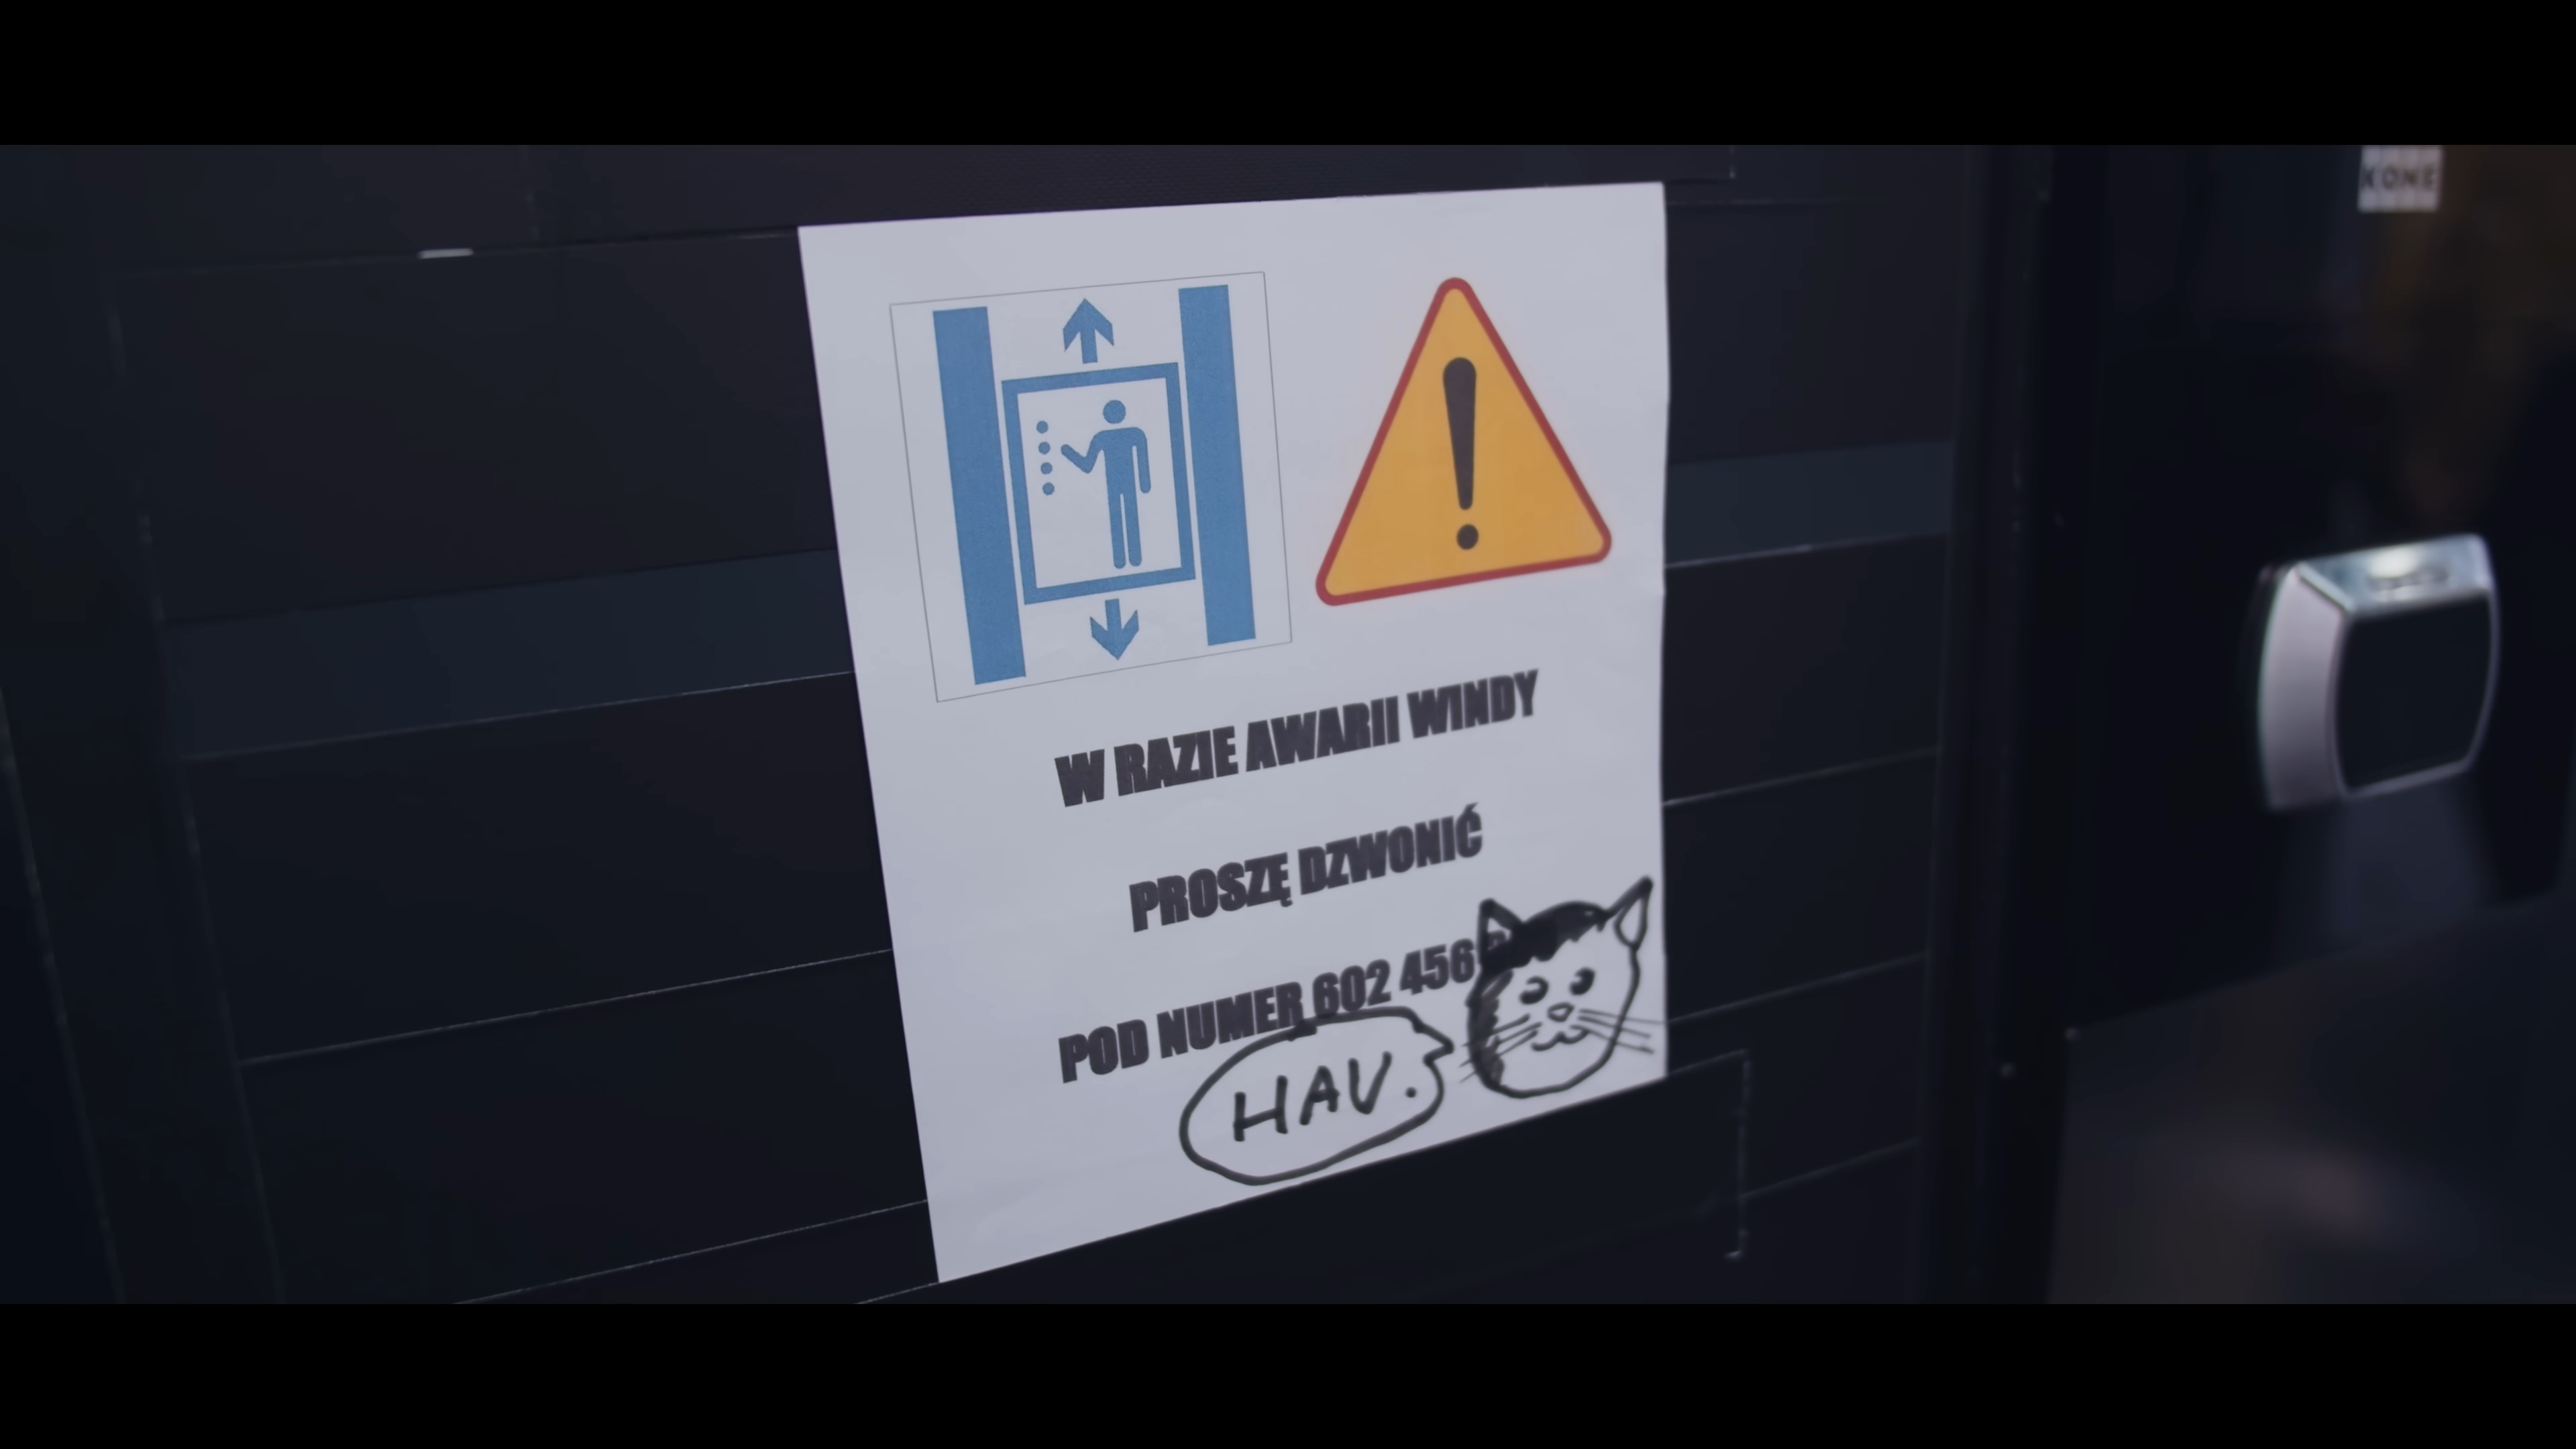 KONE
W RAZIE AWARII WINDY
PROSZĘ DZWONIĆ
POD NUMER 602 456
HAV.